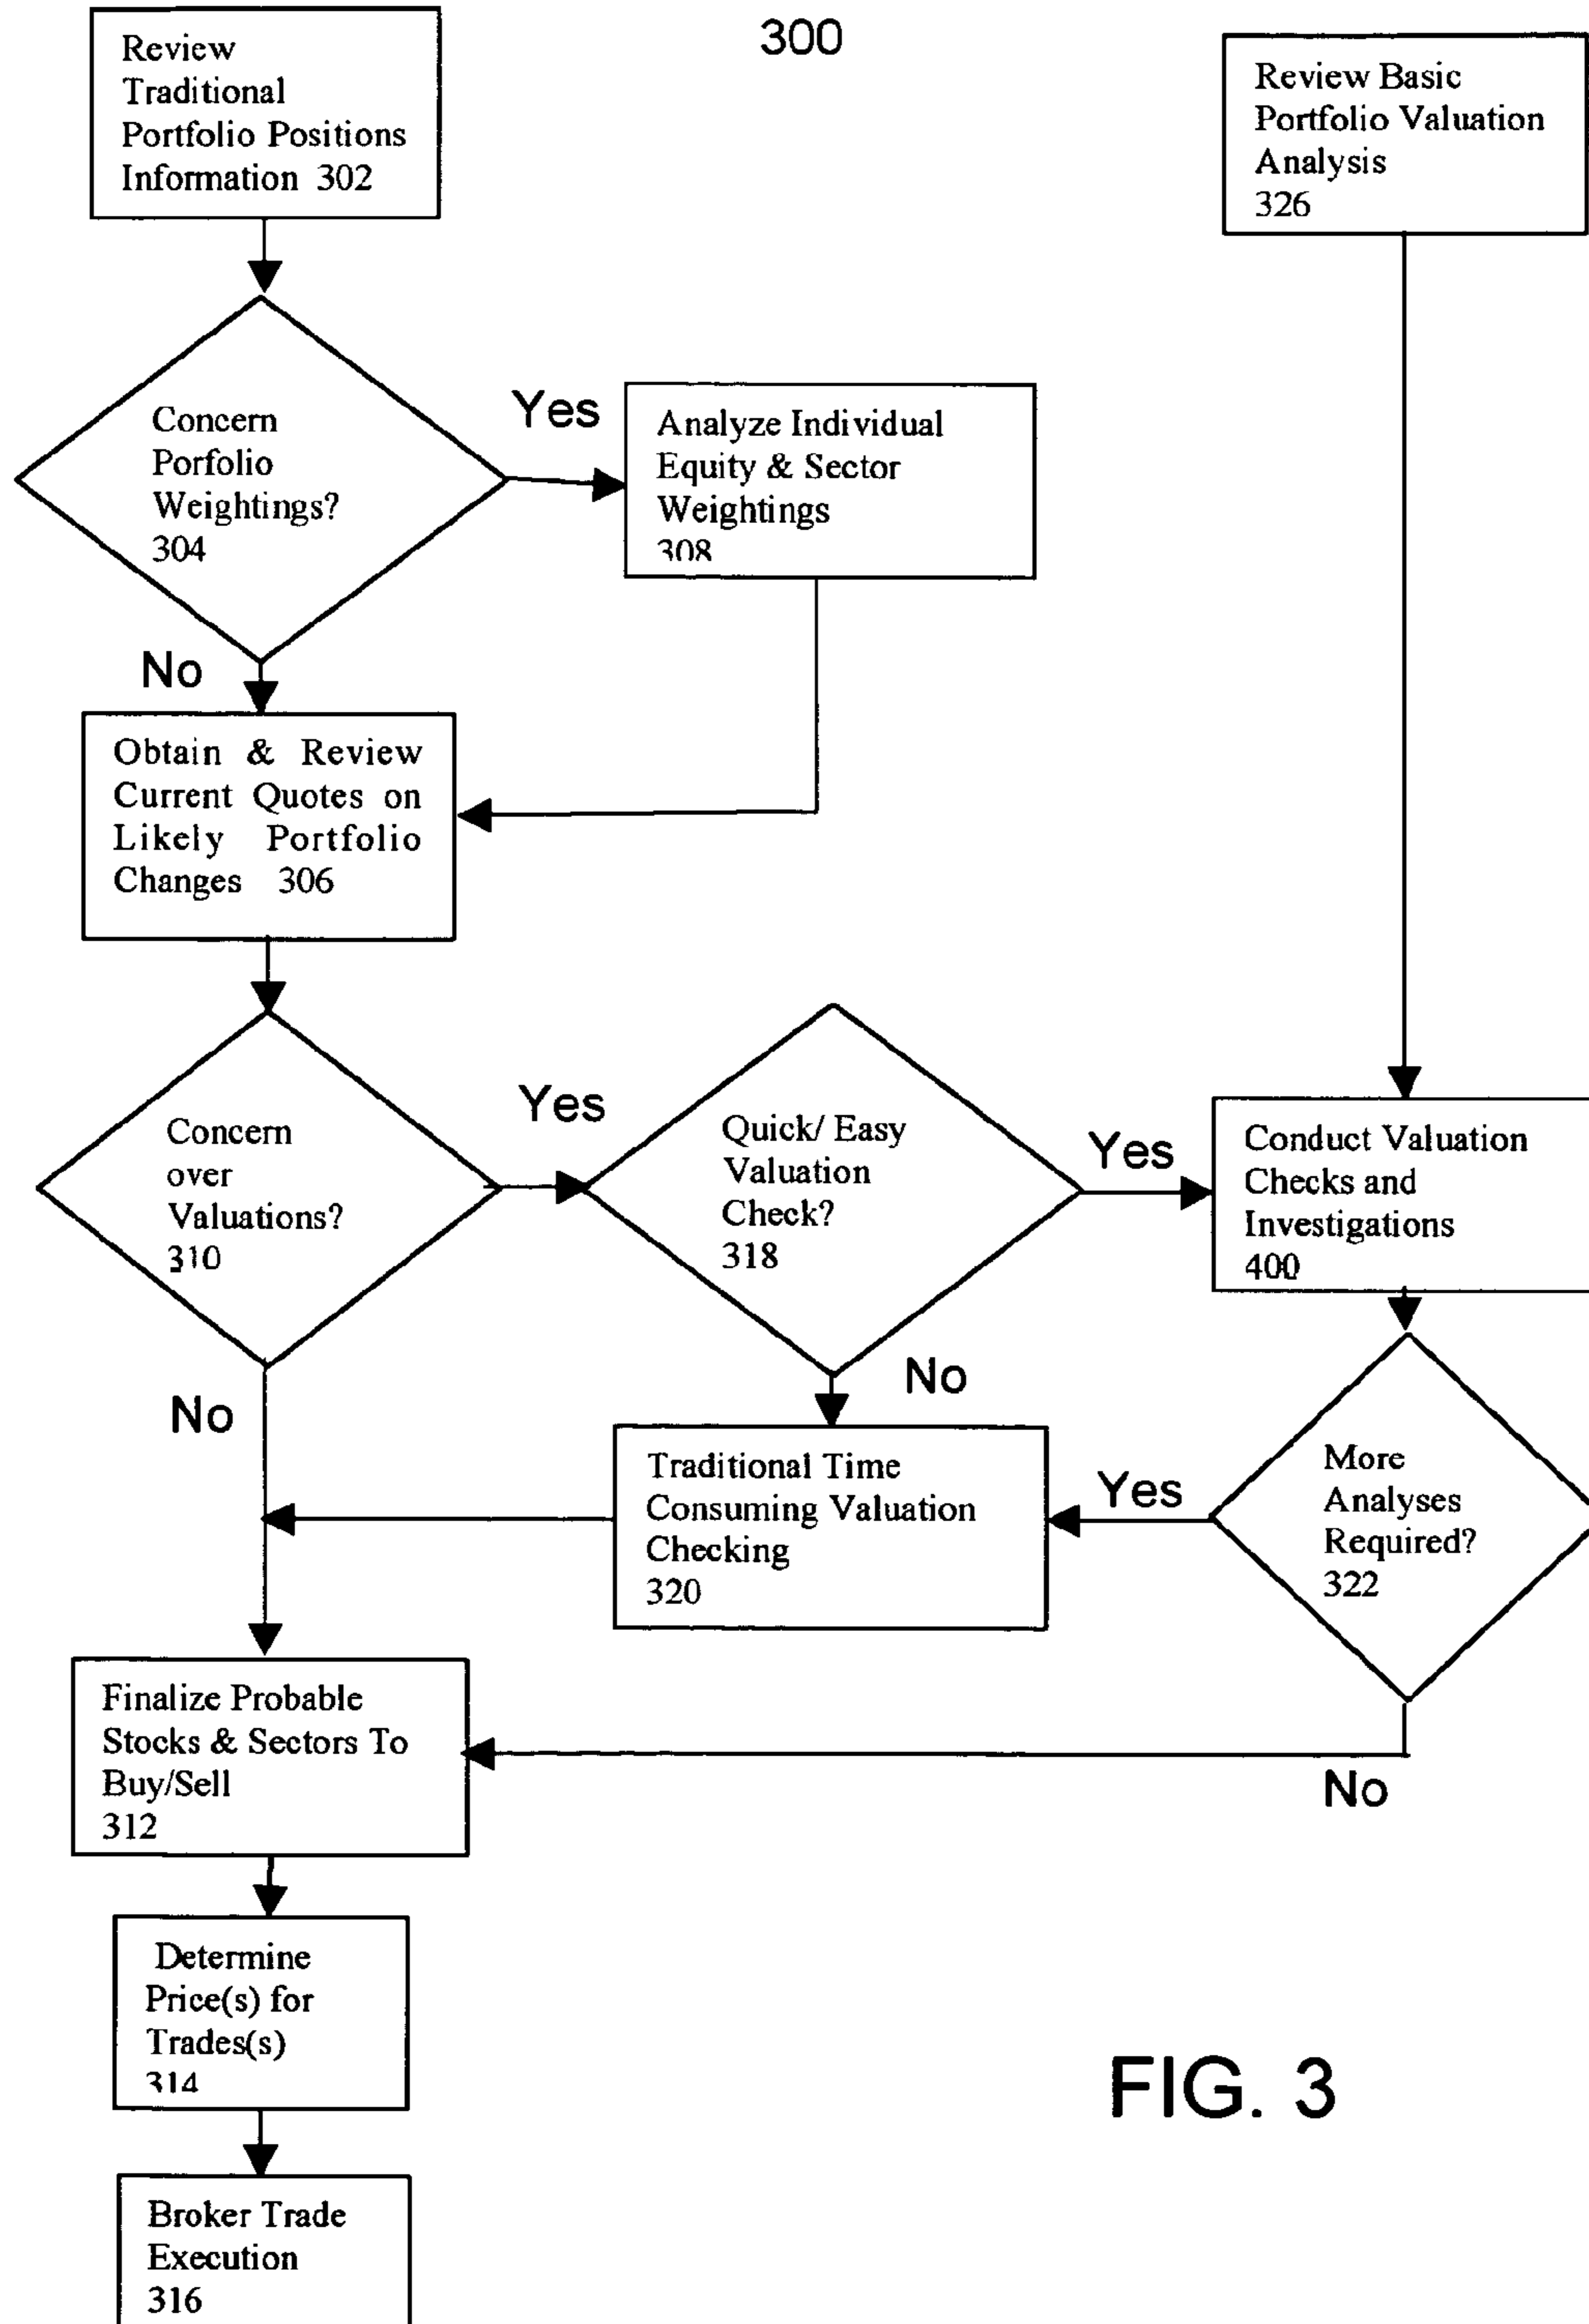 300
Review
Traditional
Portfolio Positions
Information 302
Review Basic
Portfolio Valuation
Analysis
326
Concern
Porfolio
Weightings?
304
Yes
Analyze Individual
Equity & Sector
Weightings
308
No
Obtain & Review
Current Quotes on
Likely Portfolio
Changes 306
Concern
over
Valuations?
310
Yes
Quick/ Easy
Valuation
Check?
318
Yes
Conduct Valuation
Checks and
Investigations
400
No
No
Traditional Time
Consuming Valuation
Checking
320
Yes
More
Analyses
Required?
322
Finalize Probable
Stocks & Sectors To
Buy/Sell
312
No
Determine
Price(s) for
Trades(s)
314
Broker Trade
Execution
316
FIG. 3